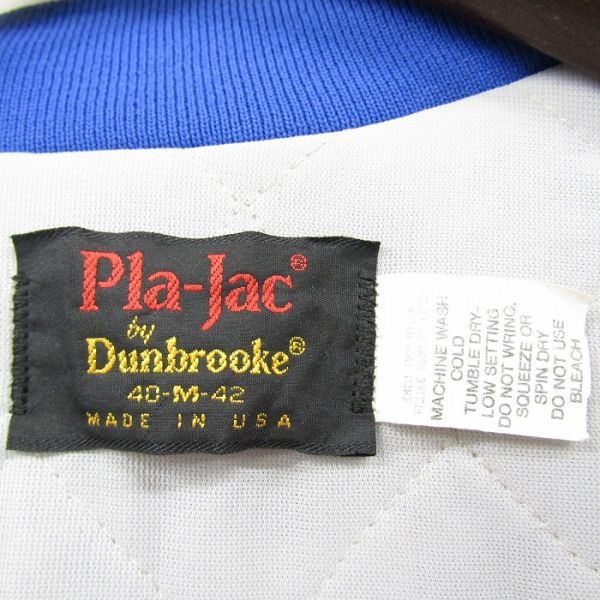 Pla-Jac®
by
Dunbrooke®
40-M-42
MADE IN USA
MACHINE WASH
COLD
TUMBLE DRY-
LOW SETTING
DO NOT WRING,
SQUEEZE OR
SPIN DRY
DO NOT USE
BLEACH